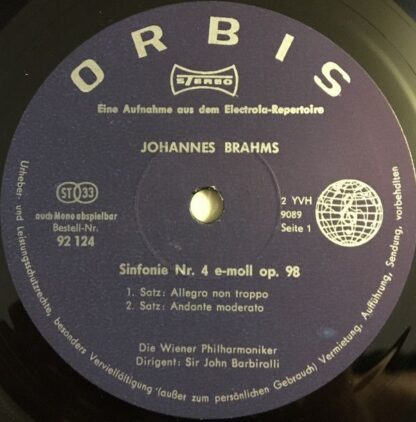 ORBIS
STEREO
Eine Aufnahme aus dem Electrola-Repertoire
JOHANNES BRAHMS
ST 33
auch Mono abspielbar
Bestell-Nr.
92 124
2 YVH
9089
Seite 1
Sinfonie Nr. 4 e-moll op. 98
1. Satz: Allegro non troppo
2. Satz: Andante moderato
Die Wiener Philharmoniker
Dirigent: Sir John Barbirolli
Urheber- und Leistungsschutzrechte, besonders Vervielfältigung (außer zum persönlichen Gebrauch) Vermietung, Aufführung, Sendung, vorbehalten